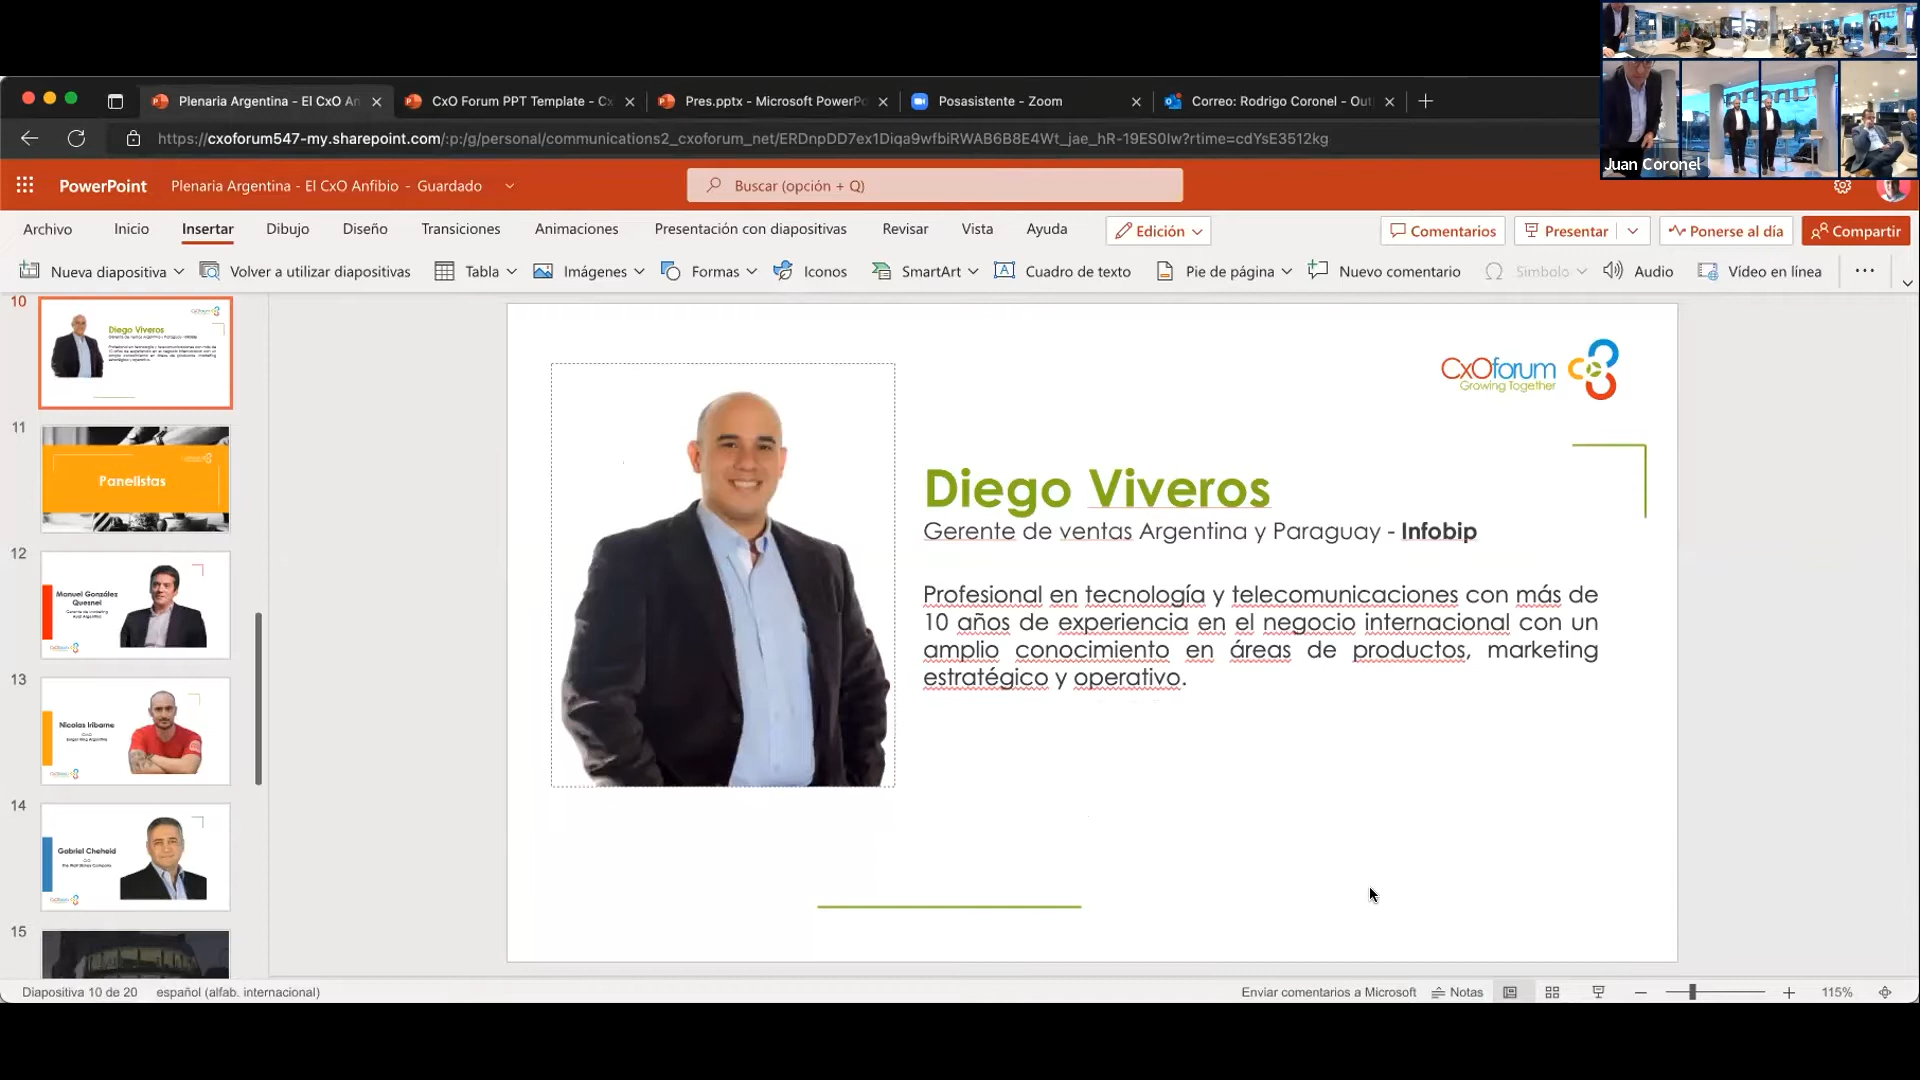 Juan Coronel
Plenaria Argentina - El CxO An
CxO Forum PPT Template - Cx
Pres.pptx - Microsoft PowerPo
Posasistente - Zoom
Correo: Rodrigo Coronel - Out
https://cxoforum547-my.sharepoint.com/:p:/g/personal/communications2_cxoforum_net/ERDnpDD7ex1Diqa9wfbiRWAB6B8E4Wt_jae_hR-19ES0Iw?rtime=cdYsE3512kg
PowerPoint
Plenaria Argentina - El CxO Anfibio - Guardado
Buscar (opción + Q)
Archivo
Inicio
Insertar
Dibujo
Diseño
Transiciones
Animaciones
Presentación con diapositivas
Revisar
Vista
Ayuda
Edición
Comentarios
Presentar
Ponerse al día
Compartir
Nueva diapositiva
Volver a utilizar diapositivas
Tabla
Imágenes
Formas
Iconos
SmartArt
Cuadro de texto
Pie de página
Nuevo comentario
Símbolo
Audio
Vídeo en línea
10
Diego Viveros
11
Panelistas
12
Manuel González
Quesnel
13
Nicolas Iribarne
14
Gabriel Cheheid
15
CxOforum
Growing Together
Diego Viveros
Gerente de ventas Argentina y Paraguay - Infobip
Profesional en tecnología y telecomunicaciones con más de
10 años de experiencia en el negocio internacional con un
amplio conocimiento en áreas de productos, marketing
estratégico y operativo.
Diapositiva 10 de 20
español (alfab. internacional)
Enviar comentarios a Microsoft
Notas
115%